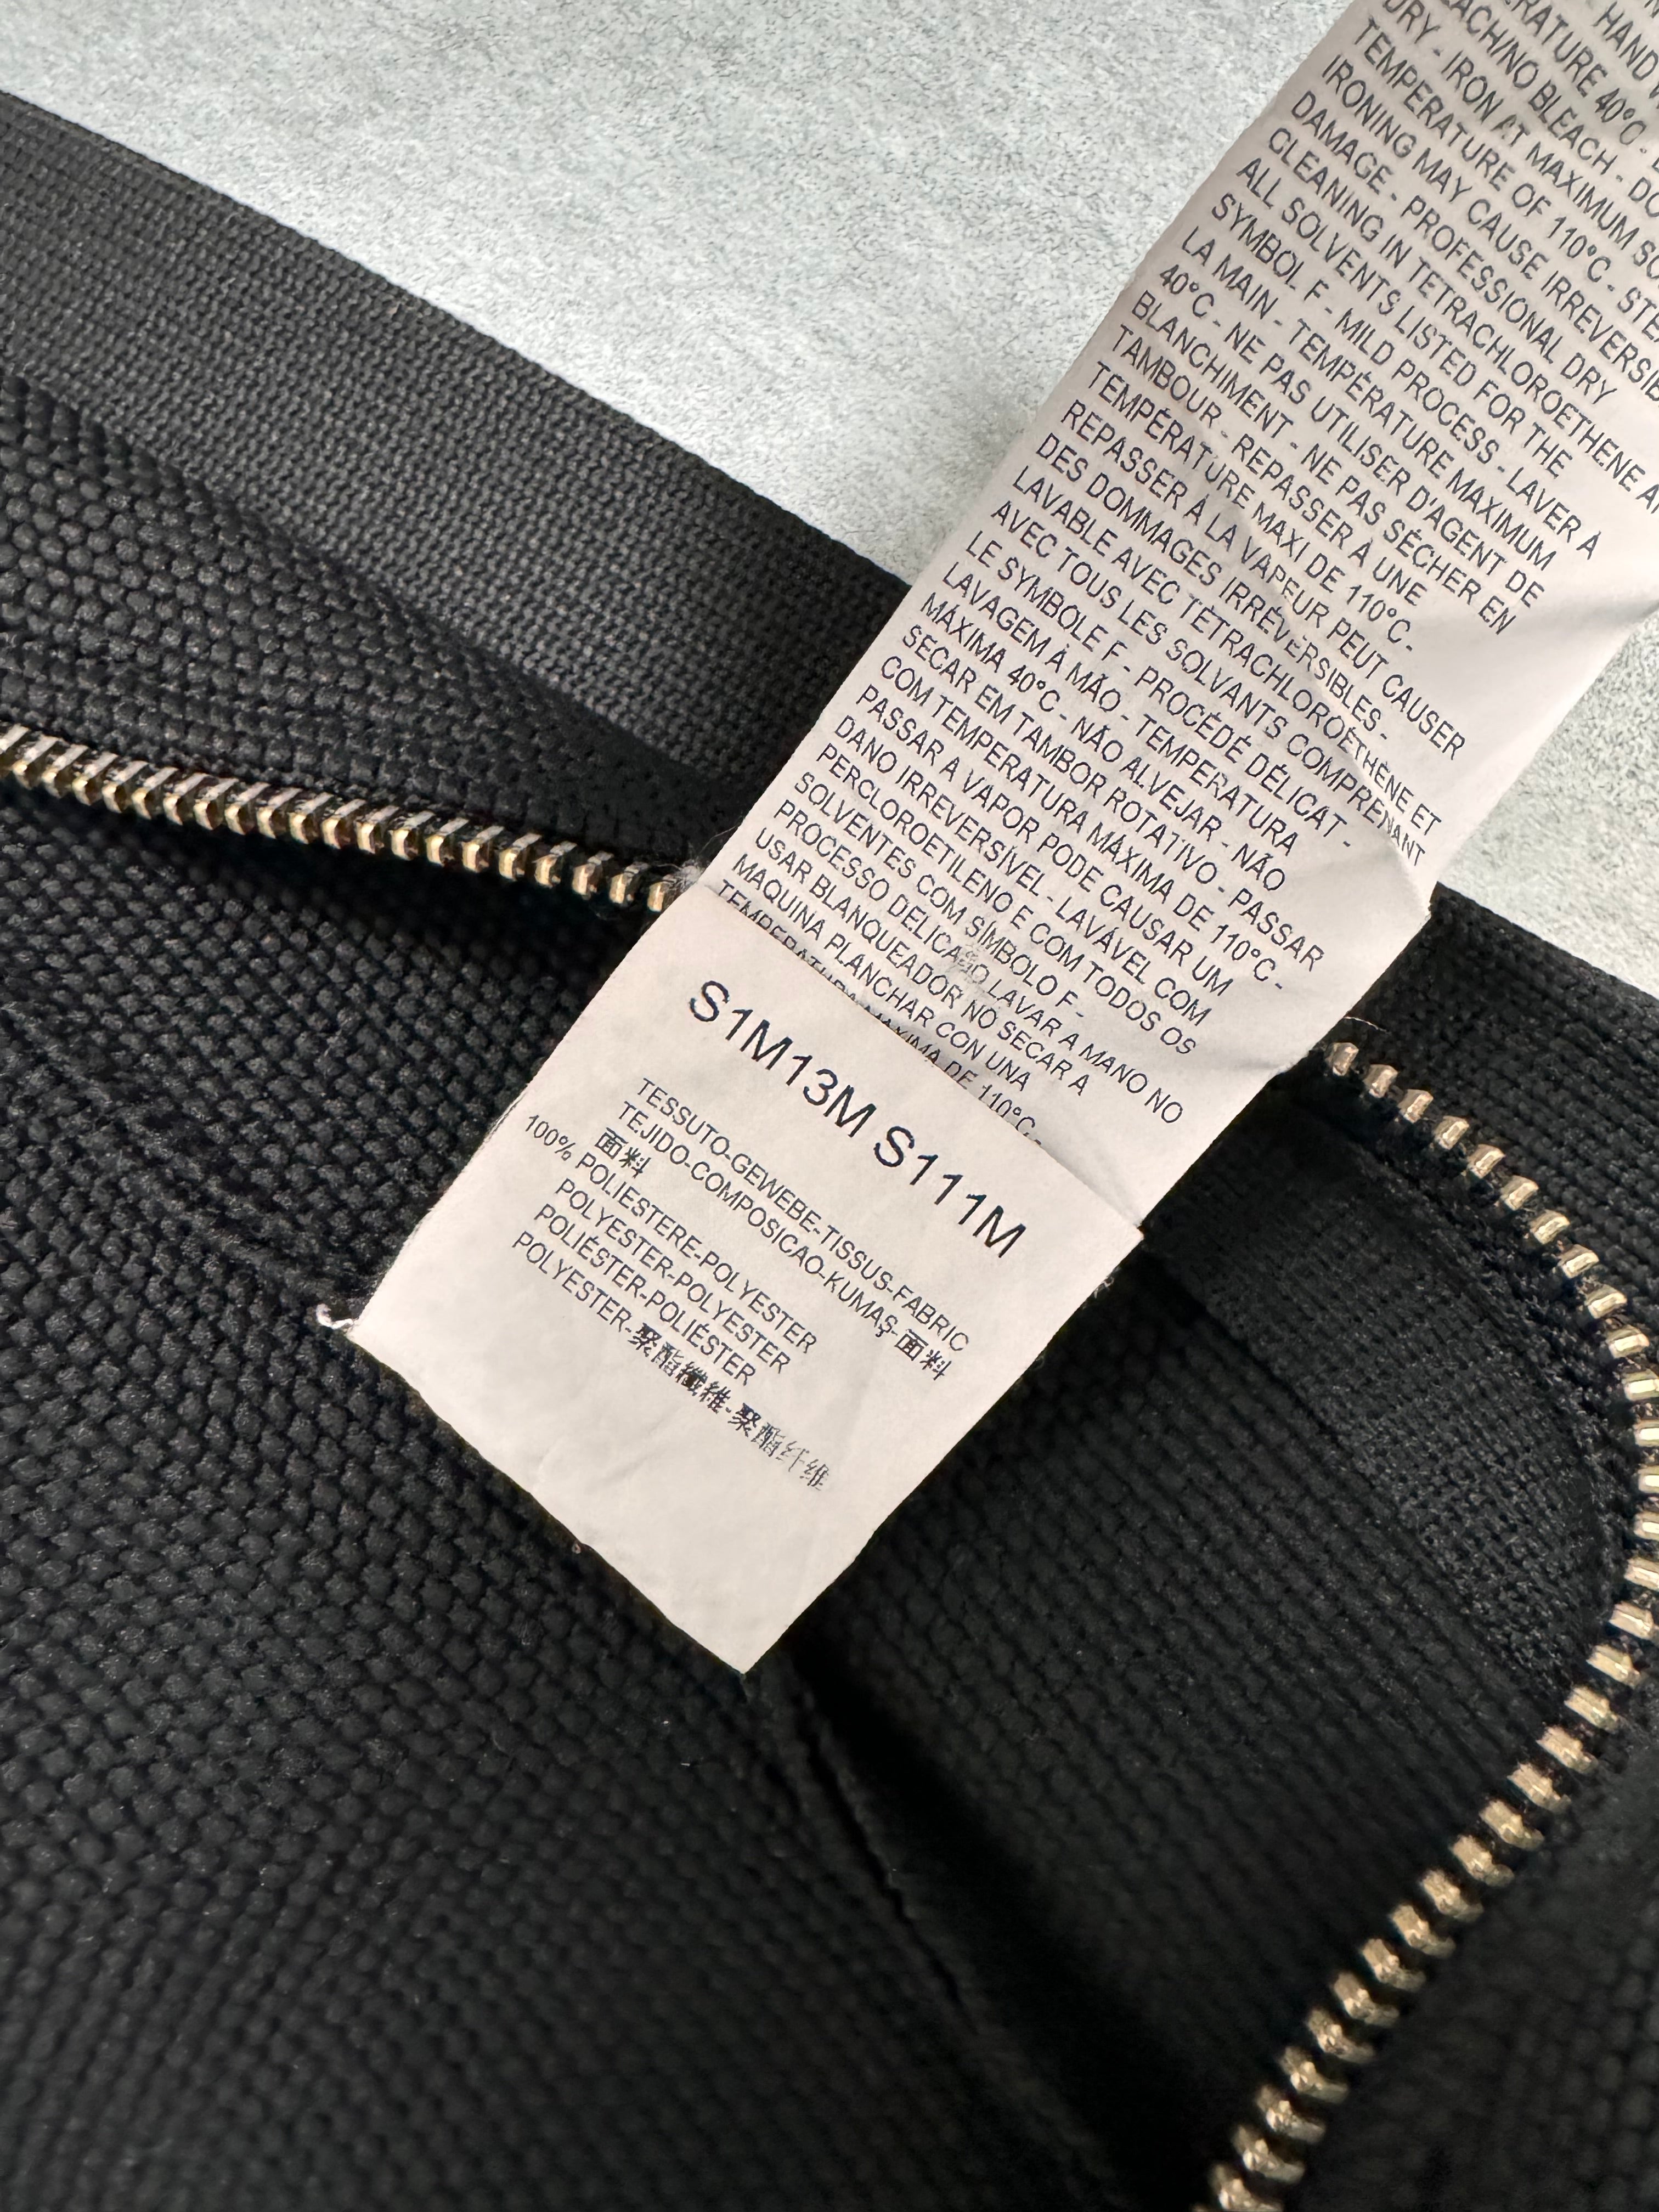 HAND
ERATURE 40°C -
EACH/NO BLEACH - DO
DRY - IRON AT MAXIMUM SO
TEMPERATURE OF 110°C - STE
IRONING MAY CAUSE IRREVERSIB
DAMAGE - PROFESSIONAL DRY
CLEANING IN TETRACHLOROETHENE A
ALL SOLVENTS LISTED FOR THE
SYMBOL F - MILD PROCESS - LAVER À
LA MAIN - TEMPÉRATURE MAXIMUM
40°C - NE PAS UTILISER D'AGENT DE
BLANCHIMENT - NE PAS SÉCHER EN
TAMBOUR - REPASSER À UNE
TEMPÉRATURE MAXI DE 110°C -
REPASSER À LA VAPEUR PEUT CAUSER
DES DOMMAGES IRRÉVERSIBLES -
LAVABLE AVEC TÉTRACHLOROÉTHÈNE ET
AVEC TOUS LES SOLVANTS COMPRENANT
LE SYMBOLE F - PROCÉDÉ DÉLICAT -
LAVAGEM À MÃO - TEMPERATURA
MÁXIMA 40°C - NÃO ALVEJAR - NÃO
SECAR EM TAMBOR ROTATIVO - PASSAR
COM TEMPERATURA MÁXIMA DE 110°C -
PASSAR A VAPOR PODE CAUSAR UM
DANO IRREVERSÍVEL - LAVÁVEL COM
PERCLOROETILENO E COM TODOS OS
SOLVENTES COM SÍMBOLO F -
PROCESSO DELICADO LAVAR A MANO NO
USAR BLANQUEADOR NO SECAR A
MAQUINA PLANCHAR CON UNA
TEMPERATURA MAXIMA DE 110°C-
S1M13M S111M
TESSUTO-GEWEBE-TISSUS-FABRIC
TEJIDO-COMPOSICAO-KUMAŞ-面料
面料
100% POLIESTERE-POLYESTER
POLYESTER-POLYESTER
POLIÉSTER-POLIÉSTER
POLYESTER-聚酯纖維-聚酯纤维